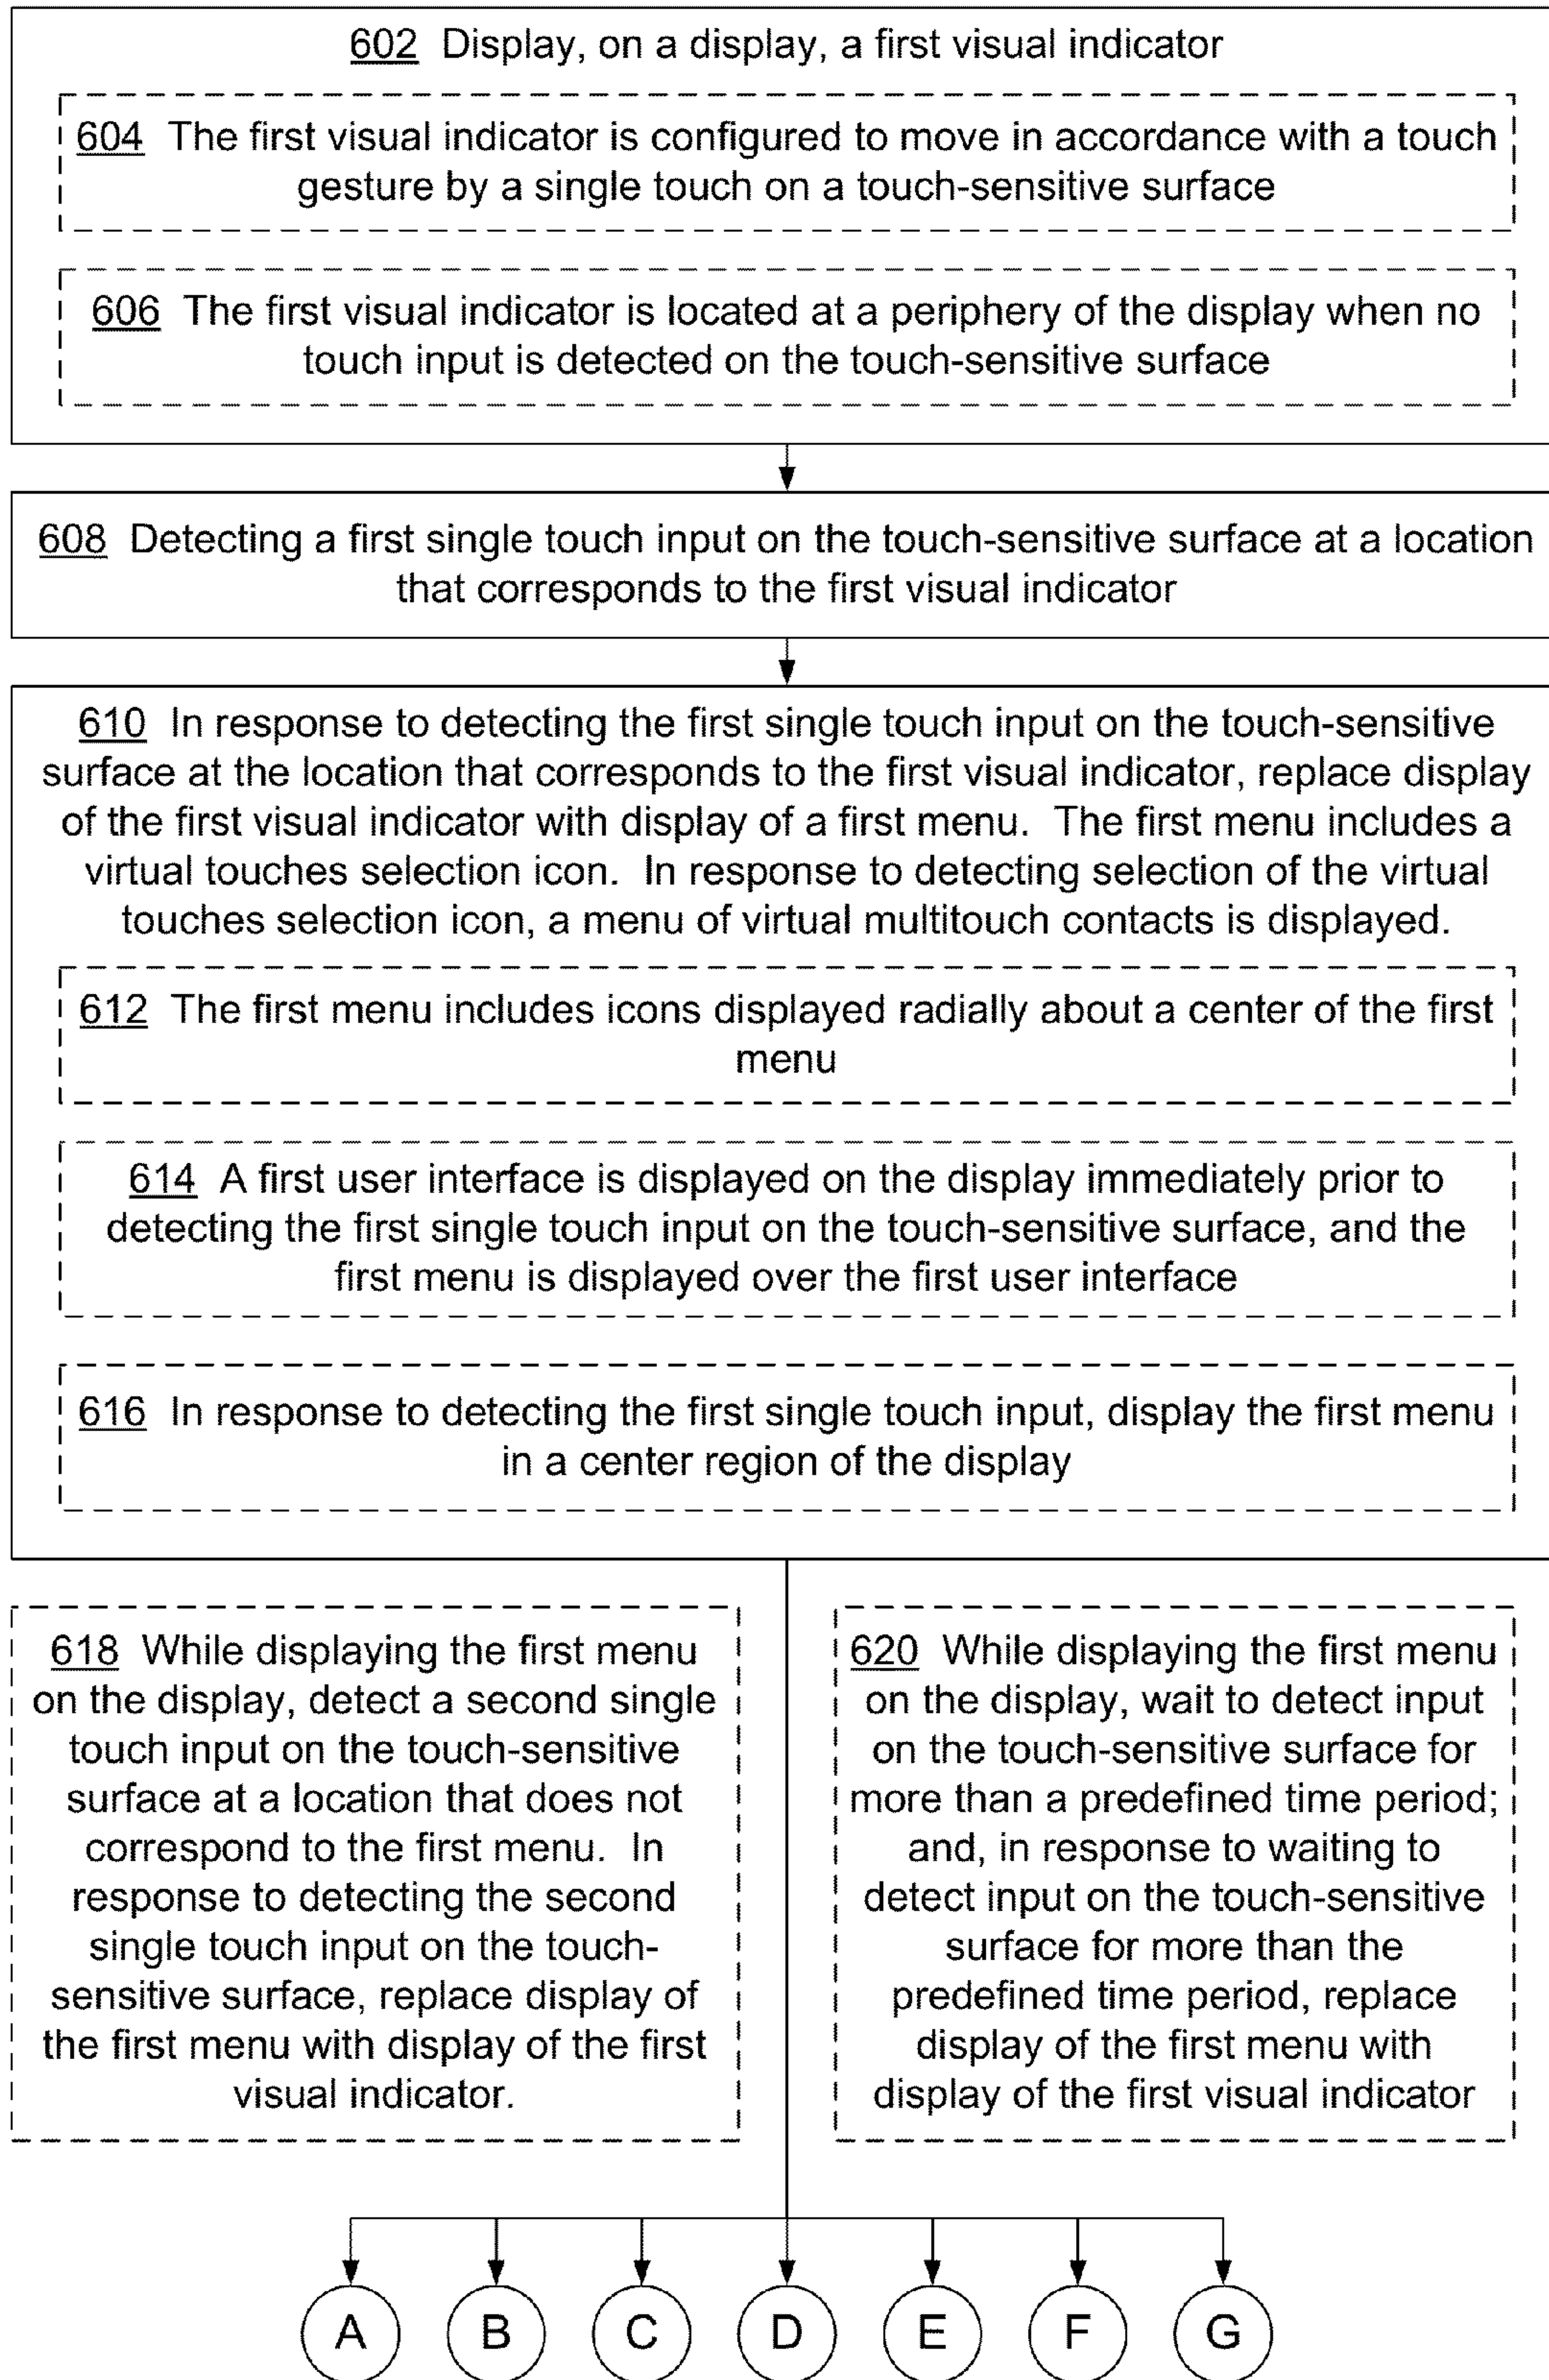 602 Display, on a display, a first visual indicator
604 The first visual indicator is configured to move in accordance with a touch
gesture by a single touch on a touch-sensitive surface
606 The first visual indicator is located at a periphery of the display when no
touch input is detected on the touch-sensitive surface
608 Detecting a first single touch input on the touch-sensitive surface at a location
that corresponds to the first visual indicator
610 In response to detecting the first single touch input on the touch-sensitive
surface at the location that corresponds to the first visual indicator, replace display
of the first visual indicator with display of a first menu. The first menu includes a
virtual touches selection icon. In response to detecting selection of the virtual
touches selection icon, a menu of virtual multitouch contacts is displayed.
612 The first menu includes icons displayed radially about a center of the first
menu
614 A first user interface is displayed on the display immediately prior to
detecting the first single touch input on the touch-sensitive surface, and the
first menu is displayed over the first user interface
616 In response to detecting the first single touch input, display the first menu
in a center region of the display
618 While displaying the first menu
on the display, detect a second single
touch input on the touch-sensitive
surface at a location that does not
correspond to the first menu. In
response to detecting the second
single touch input on the touch-
sensitive surface, replace display of
the first menu with display of the first
visual indicator.
620 While displaying the first menu
on the display, wait to detect input
on the touch-sensitive surface for
more than a predefined time period;
and, in response to waiting to
detect input on the touch-sensitive
surface for more than the
predefined time period, replace
display of the first menu with
display of the first visual indicator
A B C D E F G